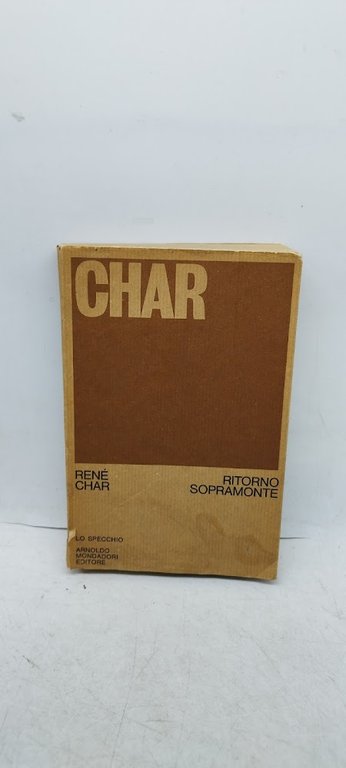 CHAR
RENÉ
CHAR
RITORNO
SOPRAMONTE
LO SPECCHIO
ARNOLDO
MONDADORI
EDITORE